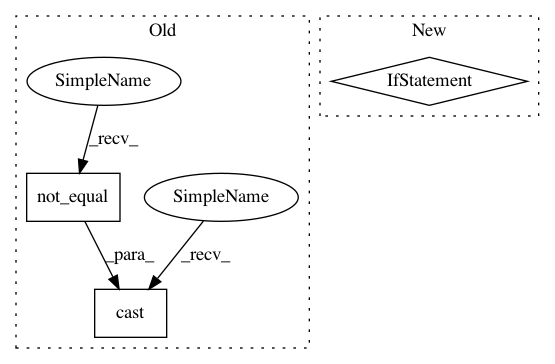 Old
New
SimpleName
IfStatement
_recv_
not_equal
SimpleName
_para_
_recv_
cast